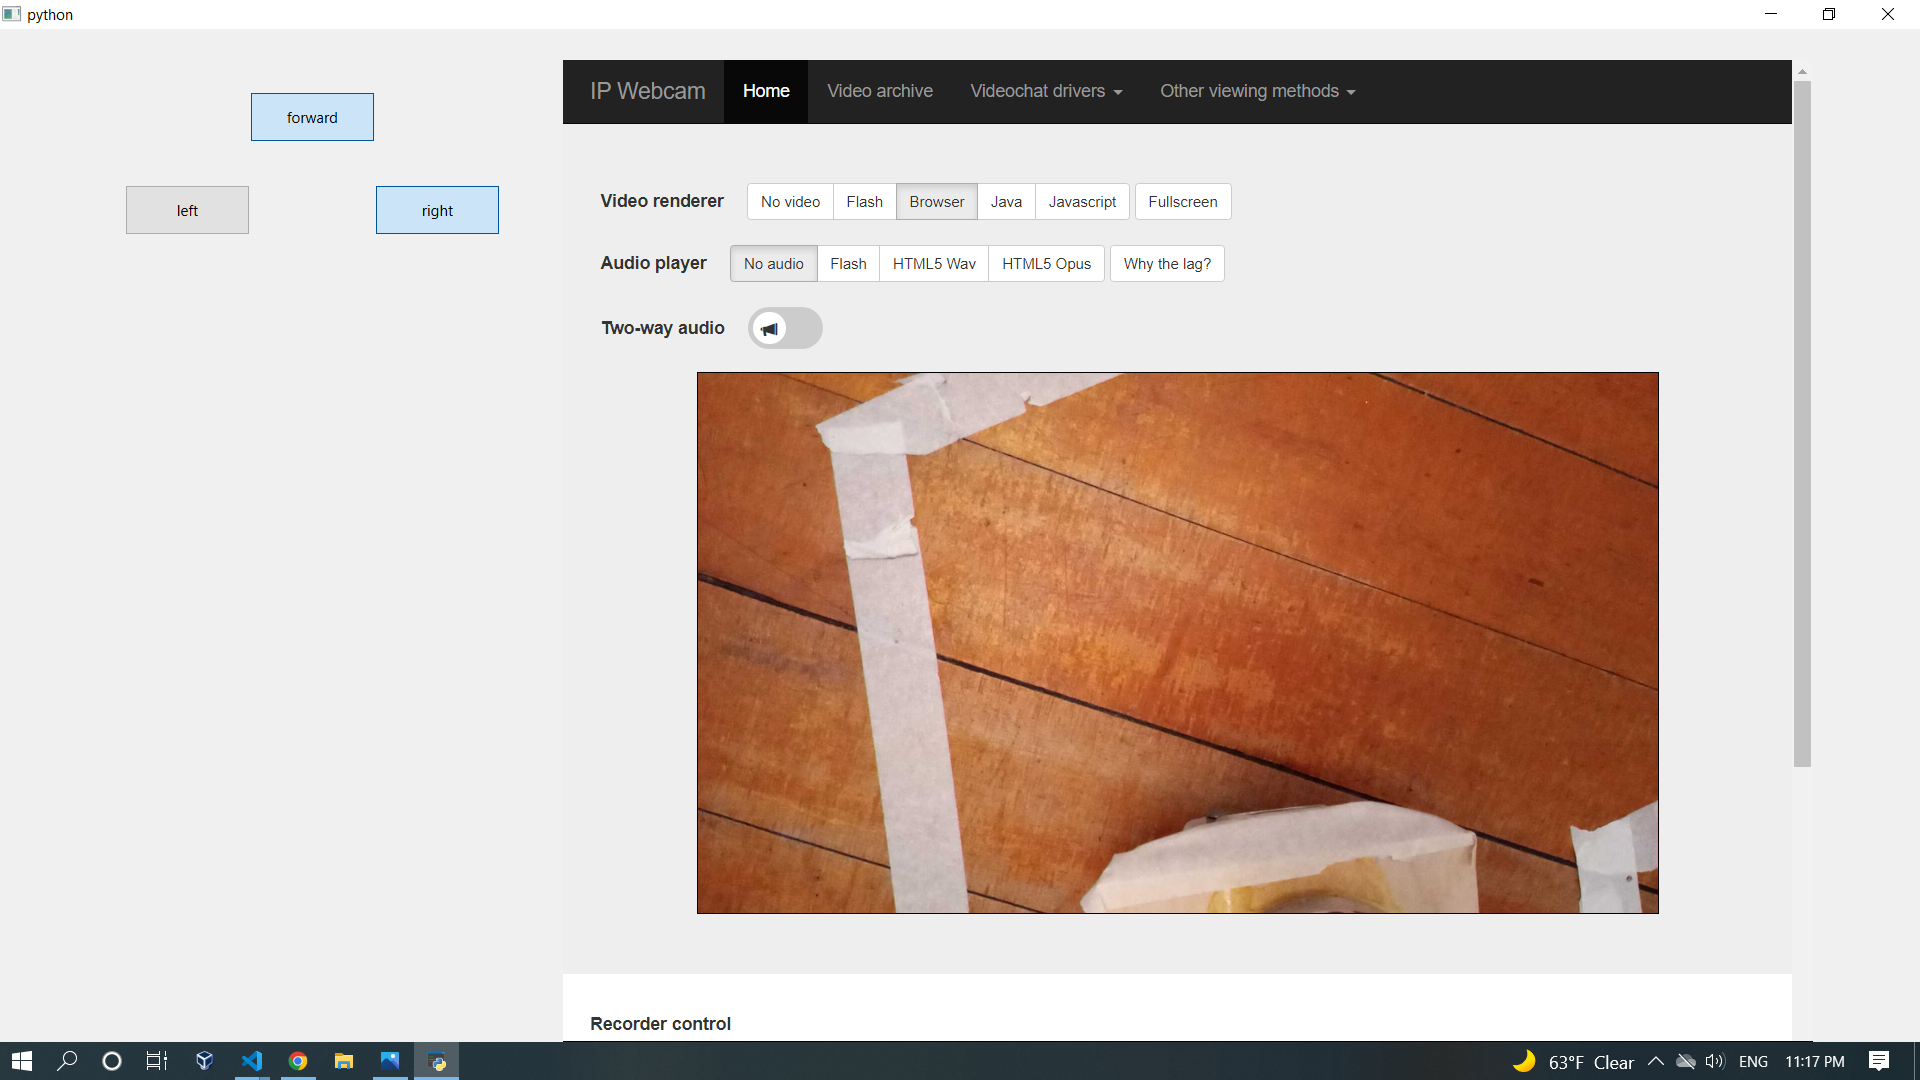 python
forward
left
right
IP Webcam Home Video archive Videochat drivers Other viewing methods
Video renderer No video Flash Browser Java Javascript Fullscreen
Audio player No audio Flash HTML5 Wav HTML5 Opus Why the lag?
Two-way audio
Recorder control
63°F Clear ENG 11:17 PM